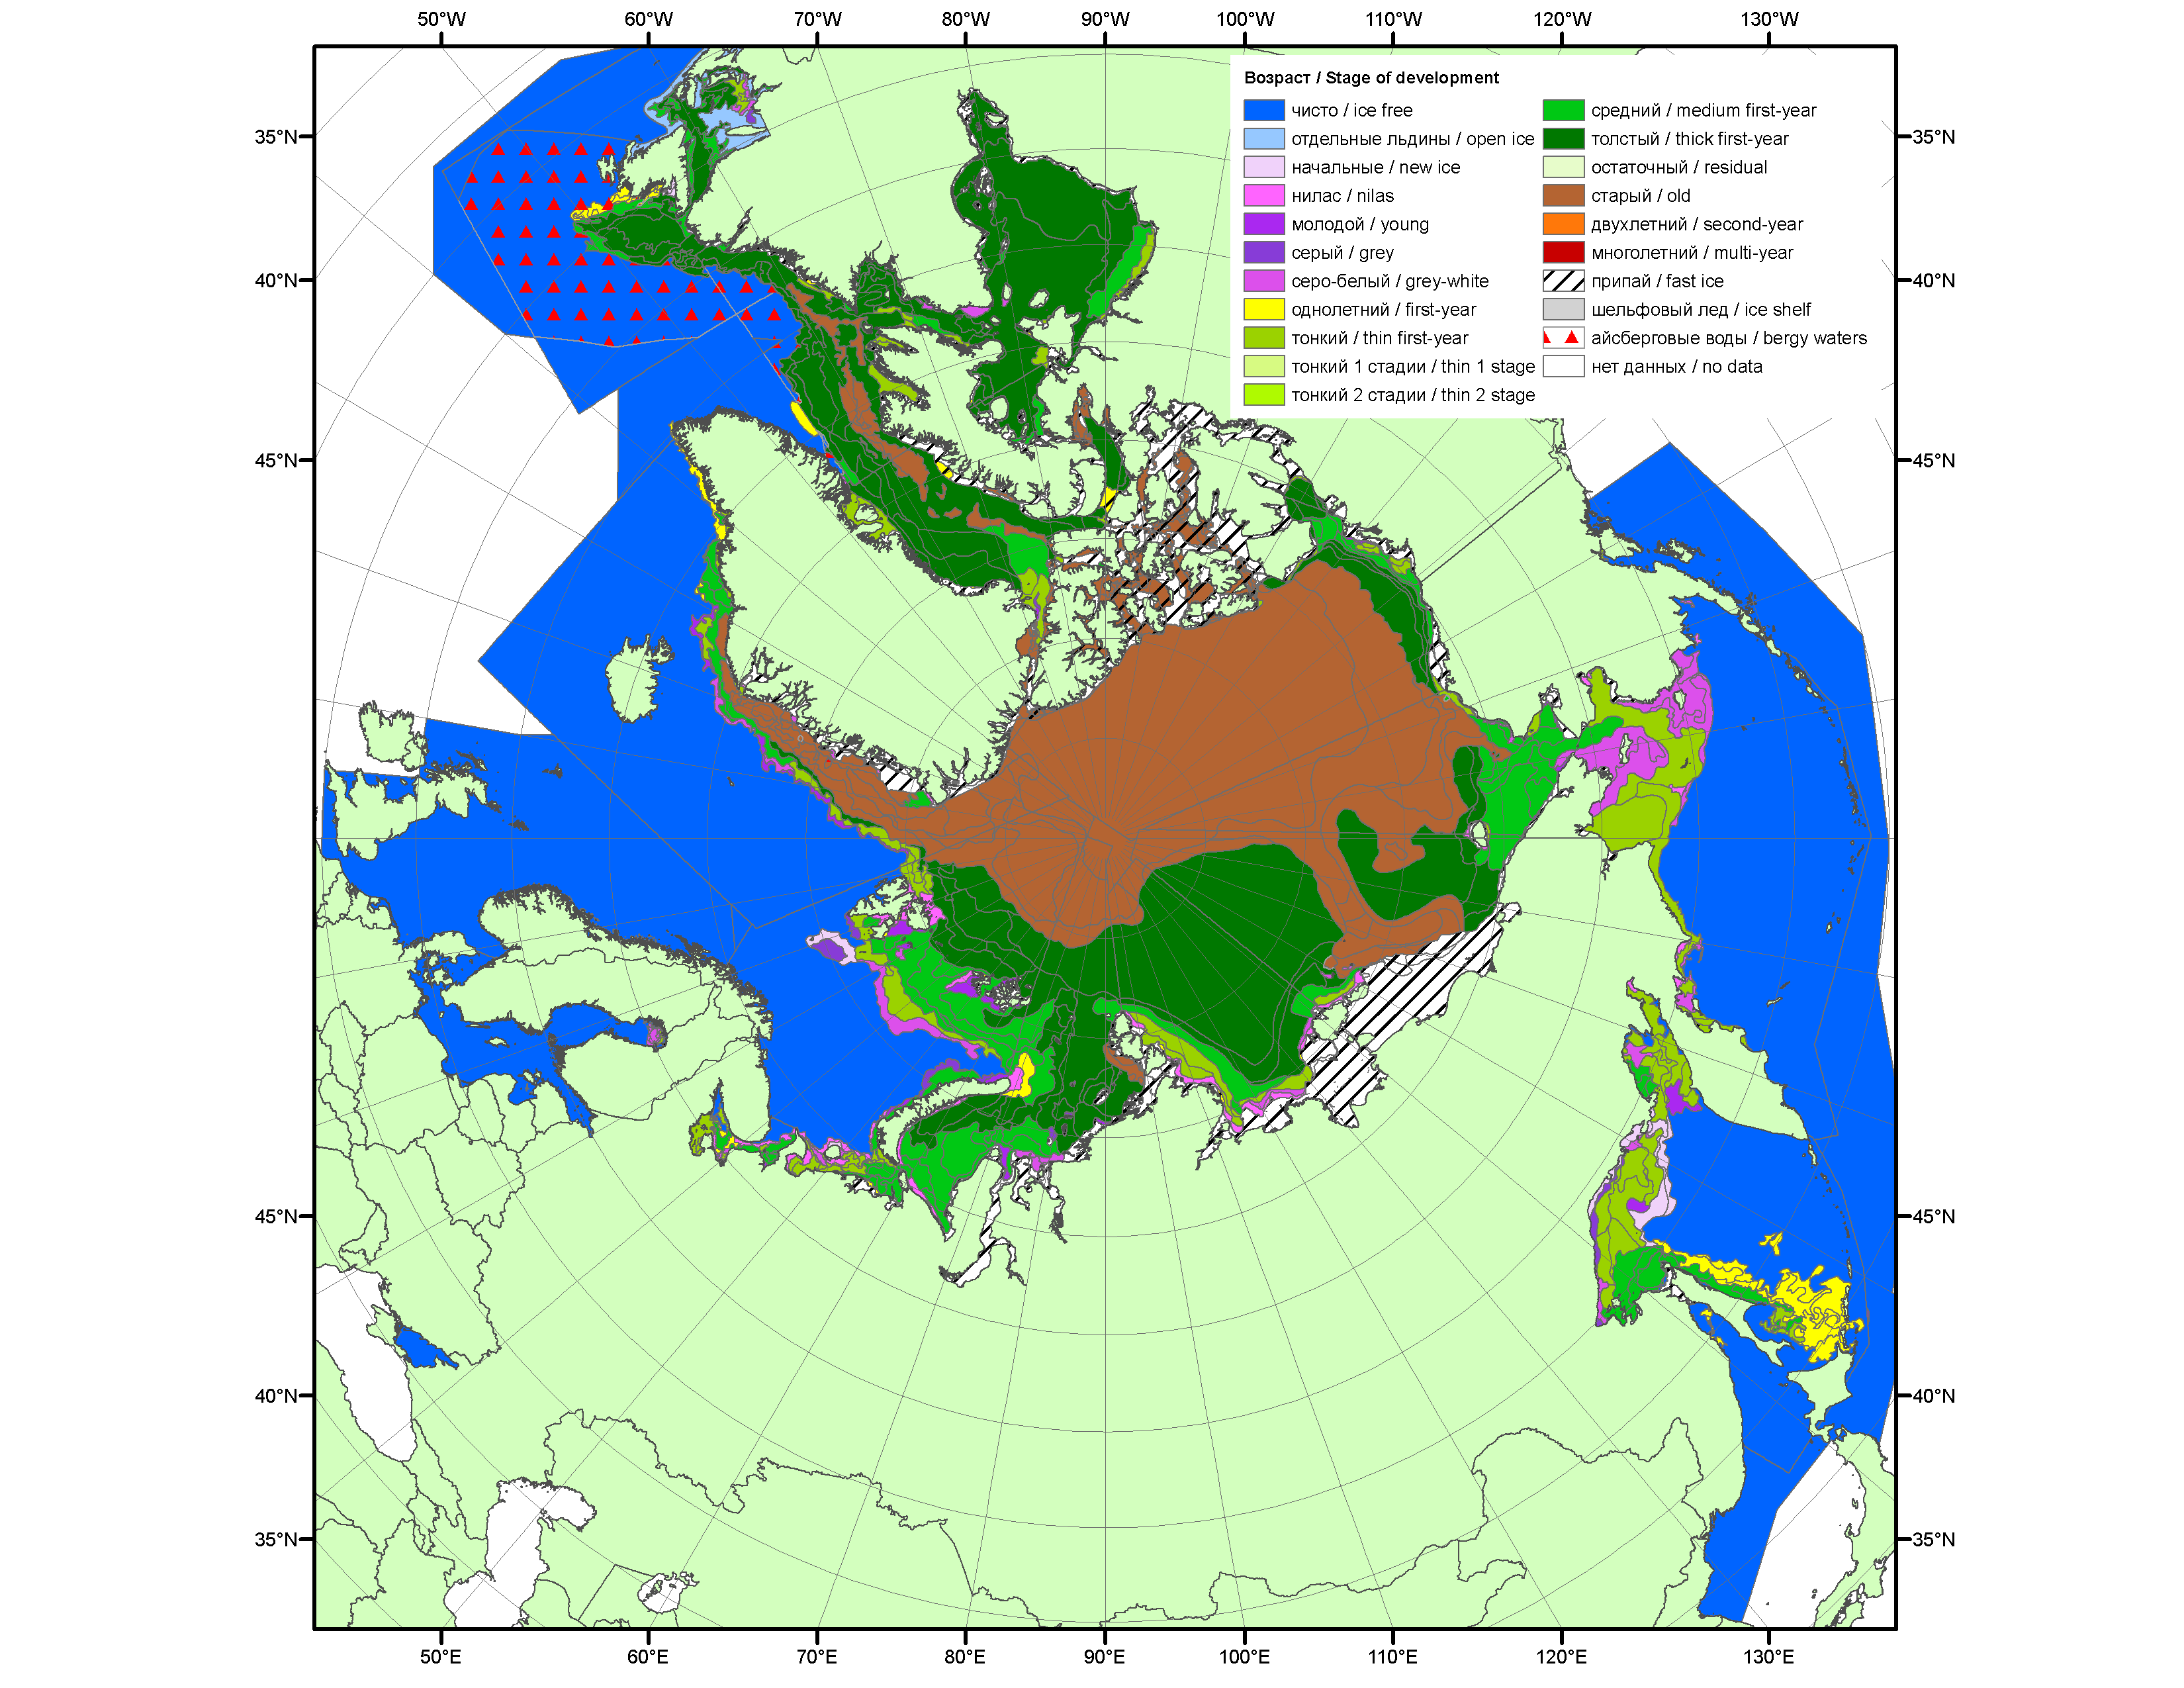 50°W 60°W 70°W 80°W 90°W 100°W 110°W 120°W 130°W
Возраст / Stage of development
чисто / ice free
отдельные льдины / open ice
начальные / new ice
нилас / nilas
молодой / young
серый / grey
серо-белый / grey-white
однолетний / first-year
тонкий / thin first-year
тонкий 1 стадии / thin 1 stage
тонкий 2 стадии / thin 2 stage
средний / medium first-year
толстый / thick first-year
остаточный / residual
старый / old
двухлетний / second-year
многолетний / multi-year
припай / fast ice
шельфовый лед / ice shelf
айсберговые воды / bergy waters
нет данных / no data
35°N 35°N
40°N 40°N
45°N 45°N
45°N 45°N
40°N 40°N
35°N 35°N
50°E 60°E 70°E 80°E 90°E 100°E 110°E 120°E 130°E